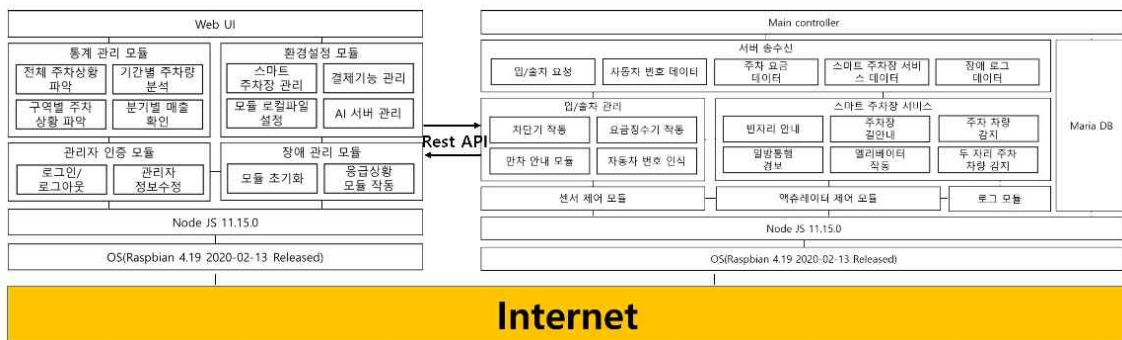 Web UI
통계 관리 모듈
전체 주차상황
파악
기간별 주차량
분석
구역별 주차
상황 파악
분기별 매출
확인
환경설정 모듈
스마트
주차장 관리
결제기능 관리
모듈 로컬파일
설정
AI 서버 관리
관리자 인증 모듈
로그인/
로그아웃
관리자
정보수정
장애 관리 모듈
모듈 초기화
응급상황
모듈 작동
Node JS 11.15.0
OS(Raspbian 4.19 2020-02-13 Released)
Rest API
Main controller
서버 송수신
입/출차 요청
자동차 번호 데이터
주차 요금
데이터
스마트 주차장 서비
스 데이터
장애 로그
데이터
입/출차 관리
차단기 작동
요금징수기 작동
만차 안내 모듈
자동차 번호 인식
스마트 주차장 서비스
빈자리 안내
주차장
길안내
주차 차량
감지
일방통행
경보
엘리베이터
작동
두 자리 주차
차량 감지
Maria DB
센서 제어 모듈
액츄레이터 제어 모듈
로그 모듈
Node JS 11.15.0
OS(Raspbian 4.19 2020-02-13 Released)
Internet